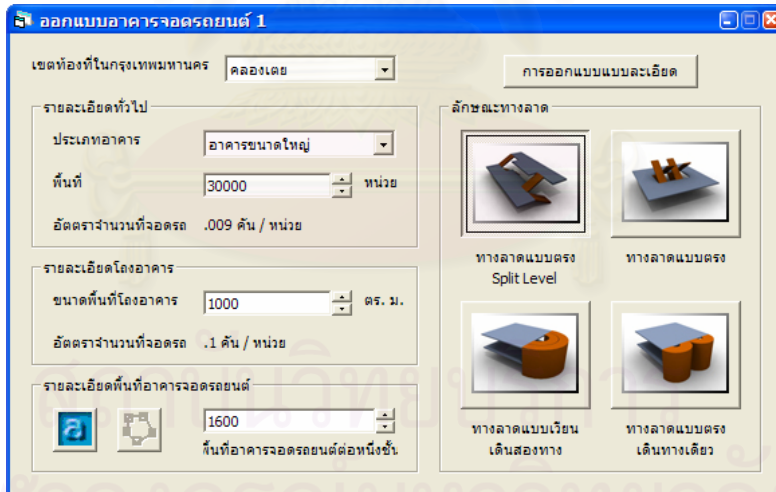 ออกแบบอาคารจอดรถยนต์ 1
เขตท้องที่ในกรุงเทพมหานคร คลองเตย
การออกแบบแบบละเอียด
รายละเอียดทั่วไป
ประเภทอาคาร อาคารขนาดใหญ่
พื้นที่ 30000 หน่วย
อัตตราจำนวนที่จอดรถ .009 คัน / หน่วย
รายละเอียดโถงอาคาร
ขนาดพื้นที่โถงอาคาร 1000 ตร. ม.
อัตตราจำนวนที่จอดรถ .1 คัน / หน่วย
รายละเอียดพื้นที่อาคารจอดรถยนต์
a
1600
พื้นที่อาคารจอดรถยนต์ต่อหนึ่งชั้น
ลักษณะทางลาด
ทางลาดแบบตรง
Split Level
ทางลาดแบบตรง
ทางลาดแบบเวียน
เดินสองทาง
ทางลาดแบบตรง
เดินทางเดียว
สถาบันวิทยบริการ